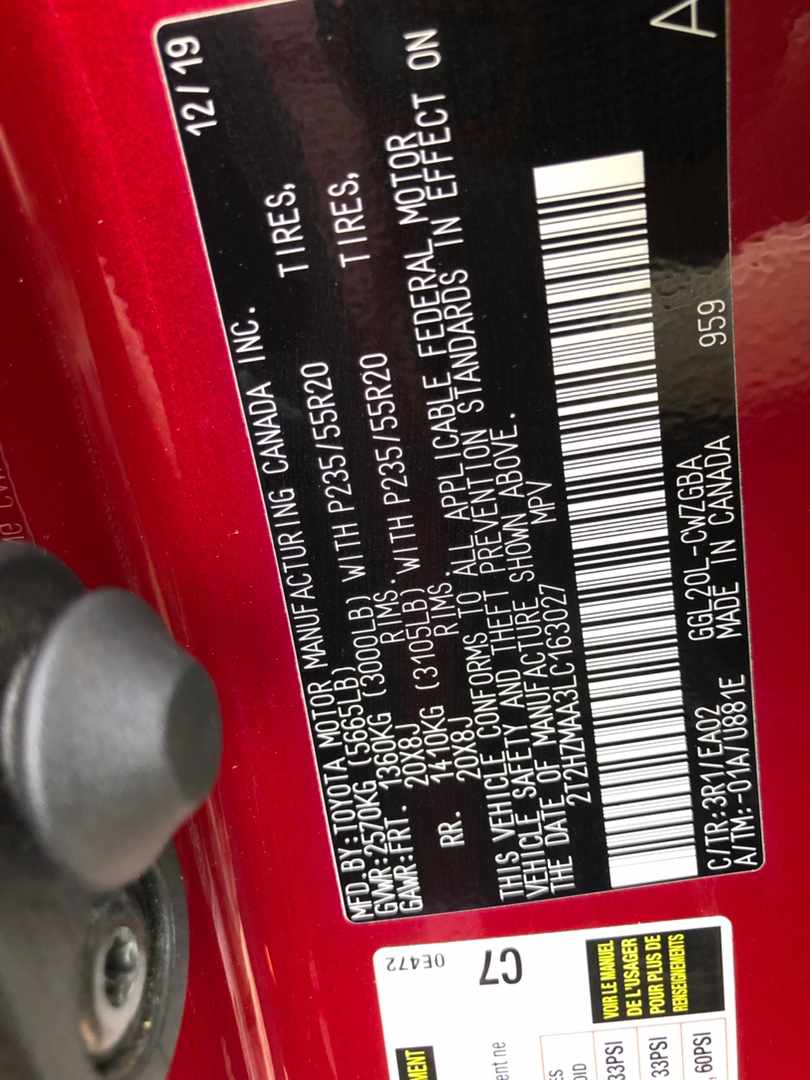 12/19
MFD.BY:TOYOTA MOTOR MANUFACTURING CANADA INC.
GVWR:2570KG (5665LB)
GAWR:FRT. 1360KG (3000LB) WITH P235/55R20 TIRES,
20X8J RIMS.
RR. 1410KG (3105LB) WITH P235/55R20 TIRES,
20X8J RIMS.
THIS VEHICLE CONFORMS TO ALL APPLICABLE FEDERAL MOTOR
VEHICLE SAFETY AND THEFT PREVENTION STANDARDS IN EFFECT ON
THE DATE OF MANUFACTURE SHOWN ABOVE.
2T2HZMAA3LC163027 MPV
C/TR:3R1/EA02 GGL20L-CWZGBA 959
A/TM:-01A/U881E MADE IN CANADA
A
0E472
C7
VOIR LE MANUEL
DE L'USAGER
POUR PLUS DE
RENSEIGNEMENTS
33PSI
33PSI
60PSI